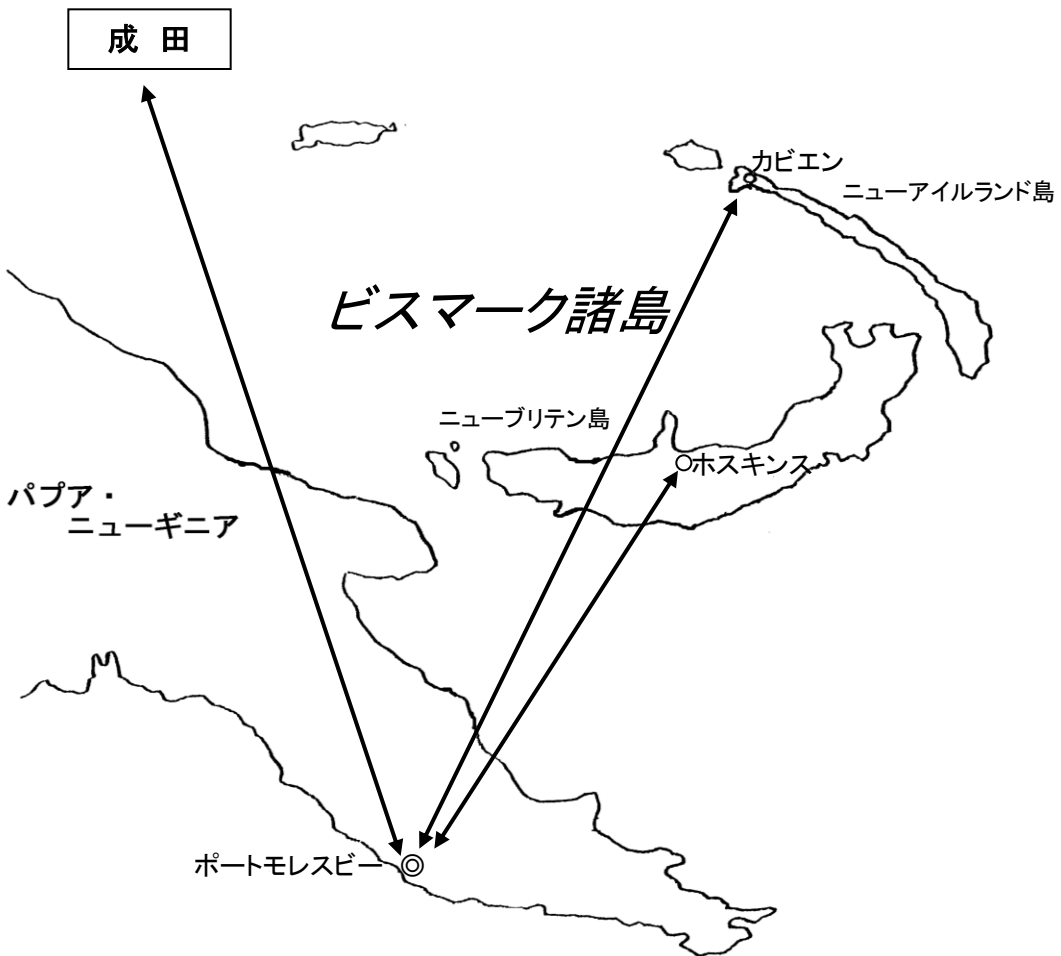 成 田
カビエン
ニューアイルランド島
ビスマーク諸島
ニューブリテン島
ホスキンス
パプア・
ニューギニア
ポートモレスビー